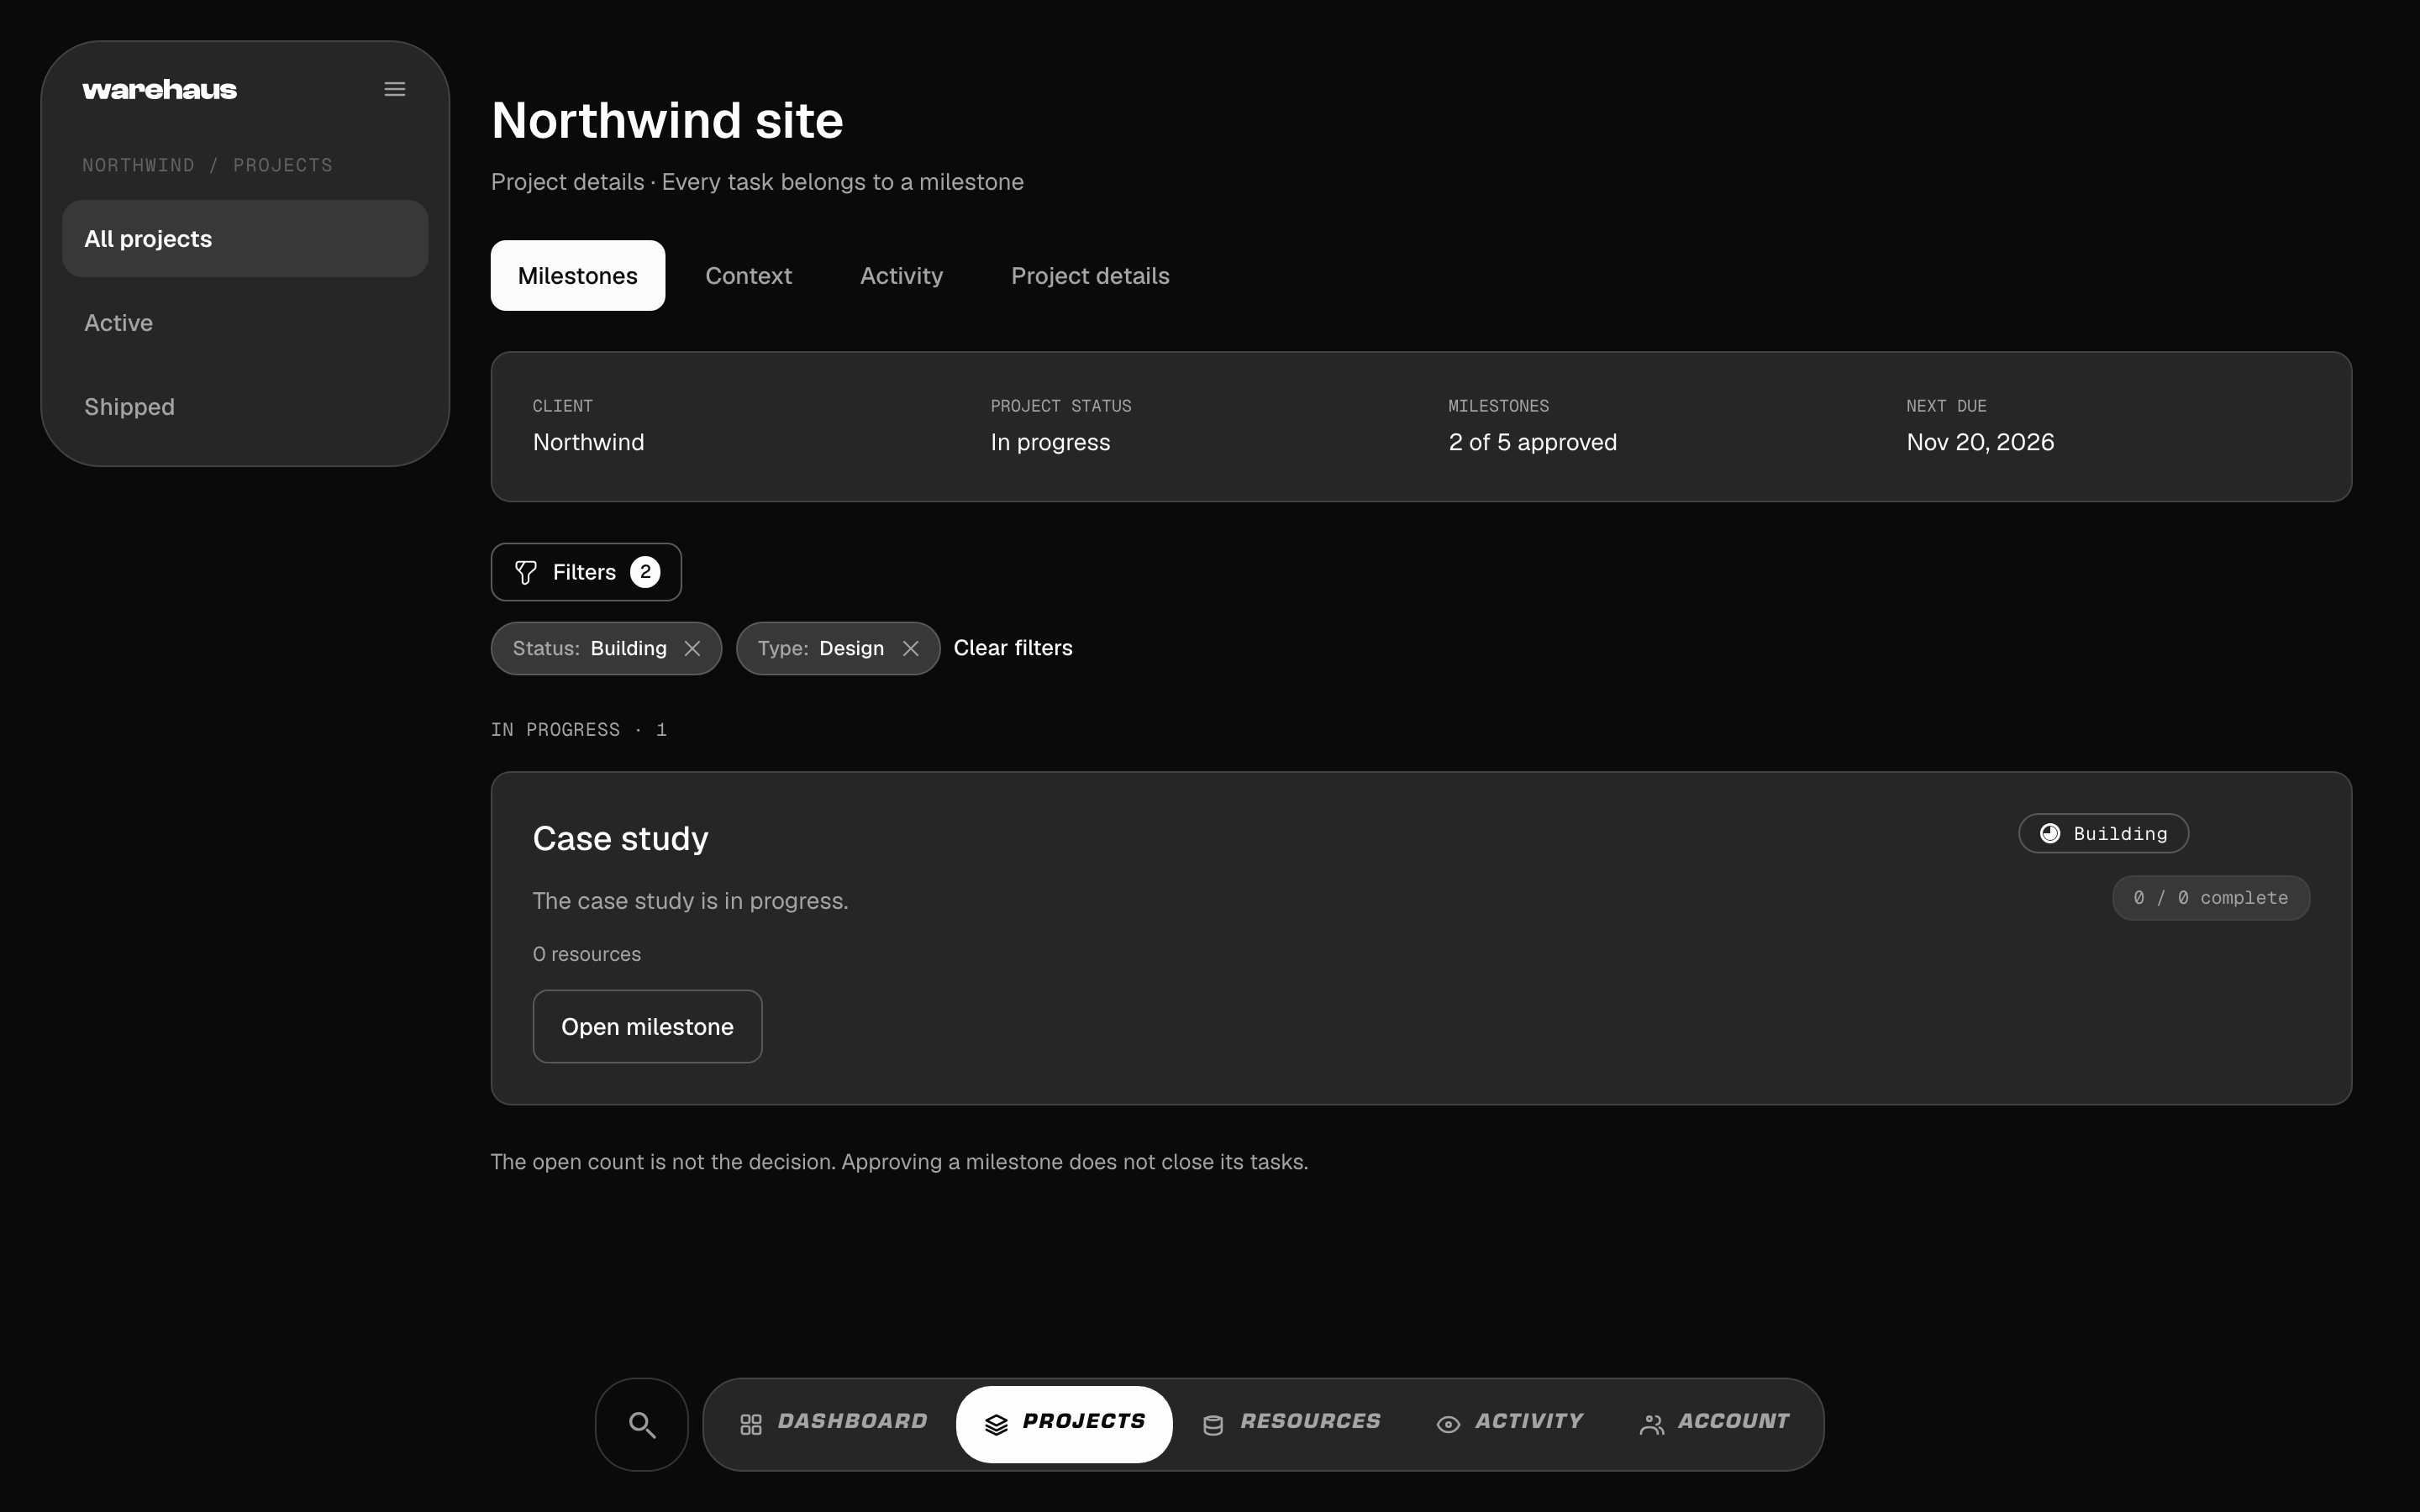 warehaus
NORTHWIND / PROJECTS
All projects
Active
Shipped
Northwind site
Project details · Every task belongs to a milestone
Milestones
Context
Activity
Project details
CLIENT
Northwind
PROJECT STATUS
In progress
MILESTONES
2 of 5 approved
NEXT DUE
Nov 20, 2026
Filters 2
Status: Building
Type: Design
Clear filters
IN PROGRESS · 1
Case study
Building
The case study is in progress.
0 / 0 complete
0 resources
Open milestone
The open count is not the decision. Approving a milestone does not close its tasks.
DASHBOARD
PROJECTS
RESOURCES
ACTIVITY
ACCOUNT